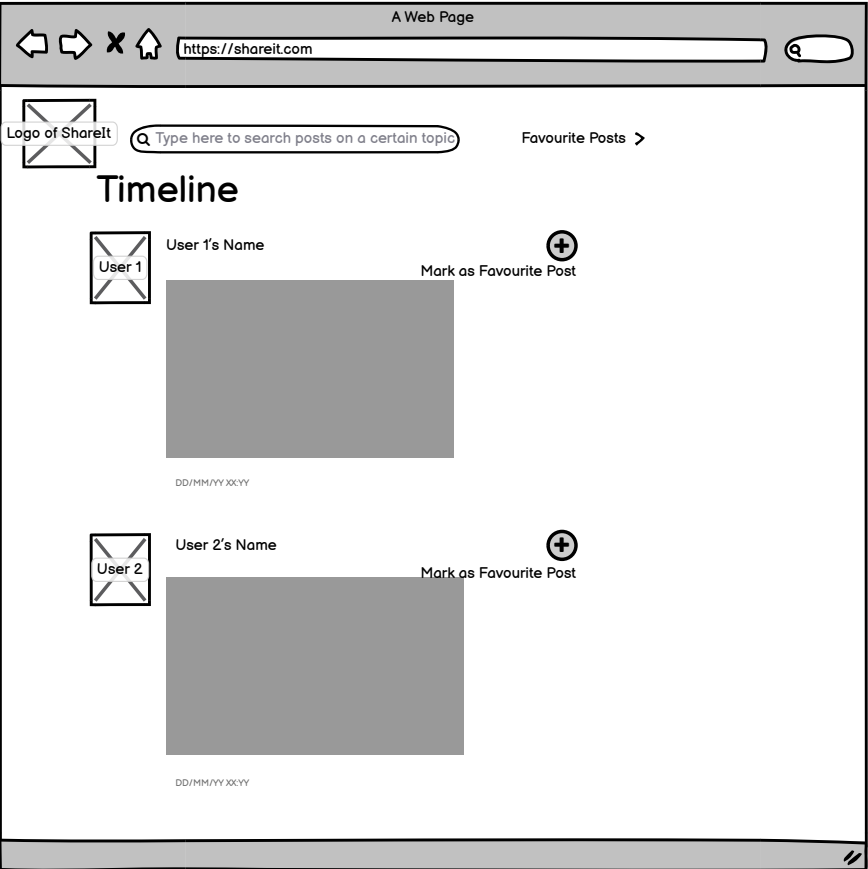 A Web Page
https://shareit.com
Logo of ShareIt
Type here to search posts on a certain topic
Favourite Posts
Timeline
User 1
User 1's Name
Mark as Favourite Post
DD/MM/YY XX:YY
User 2
User 2's Name
Mark as Favourite Post
DD/MM/YY XX:YY